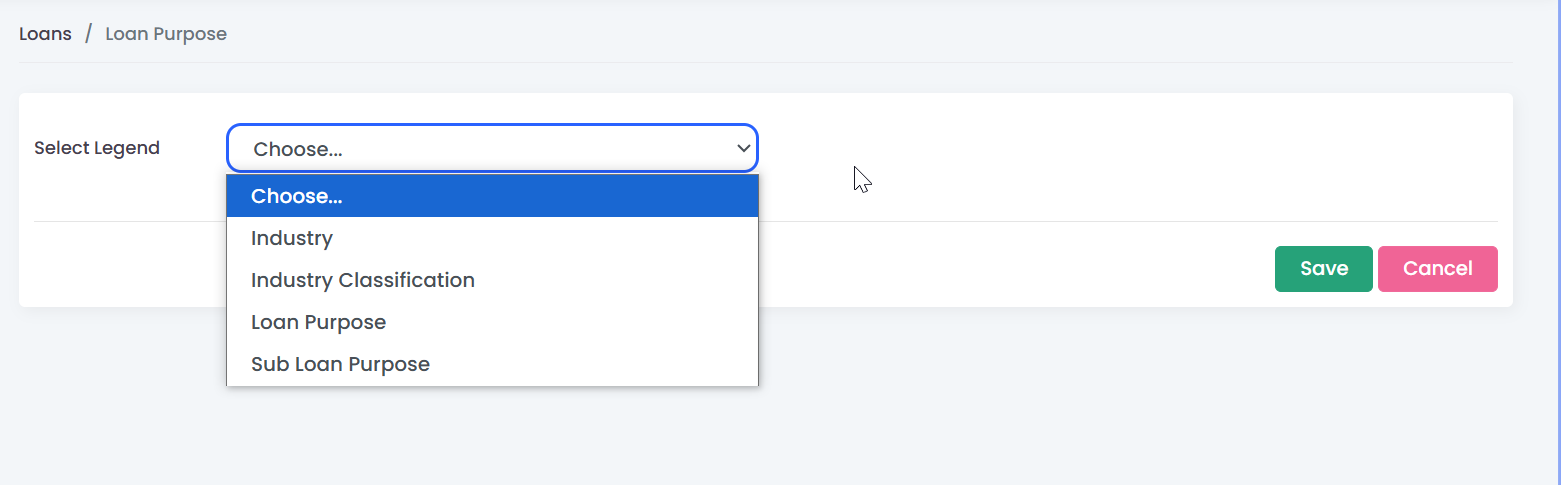 Loans / Loan Purpose
Select Legend
Choose...
Choose...
Industry
Industry Classification
Loan Purpose
Sub Loan Purpose
Save Cancel